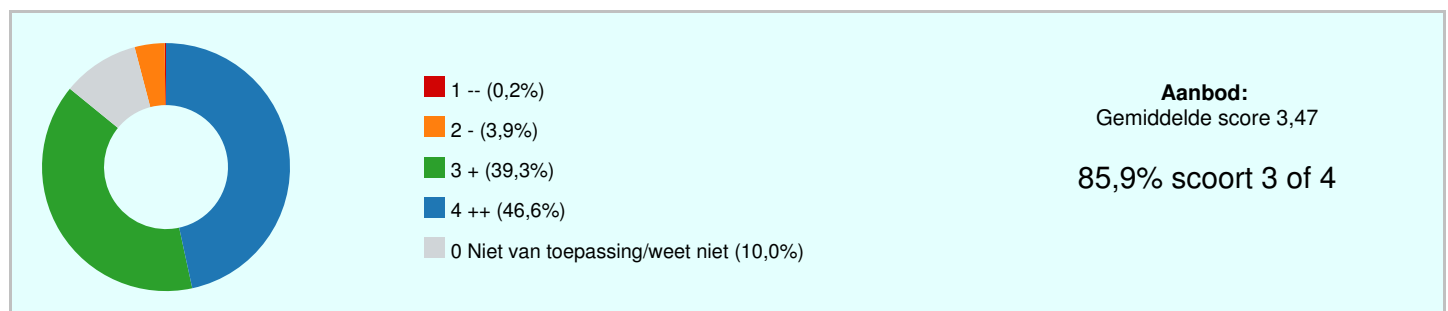 1 -- (0,2%)
2 - (3,9%)
3 + (39,3%)
4 ++ (46,6%)
0 Niet van toepassing/weet niet (10,0%)
Aanbod:
Gemiddelde score 3,47
85,9% scoort 3 of 4